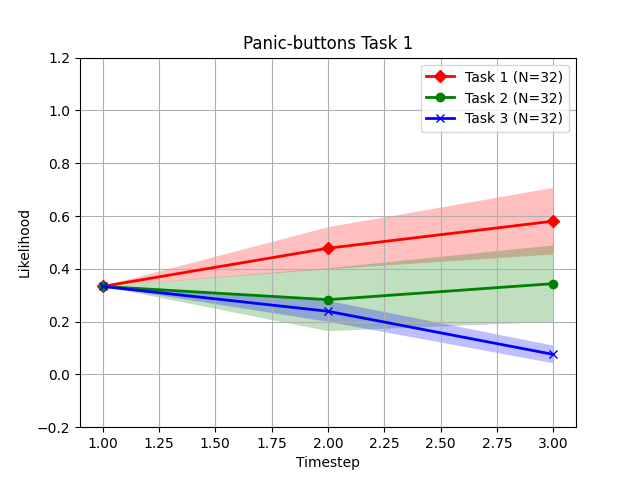 Panic-buttons Task 1
Task 1 (N=32)
Task 2 (N=32)
Task 3 (N=32)
Likelihood
1.2
1.0
0.8
0.6
0.4
0.2
0.0
−0.2
1.00 1.25 1.50 1.75 2.00 2.25 2.50 2.75 3.00
Timestep